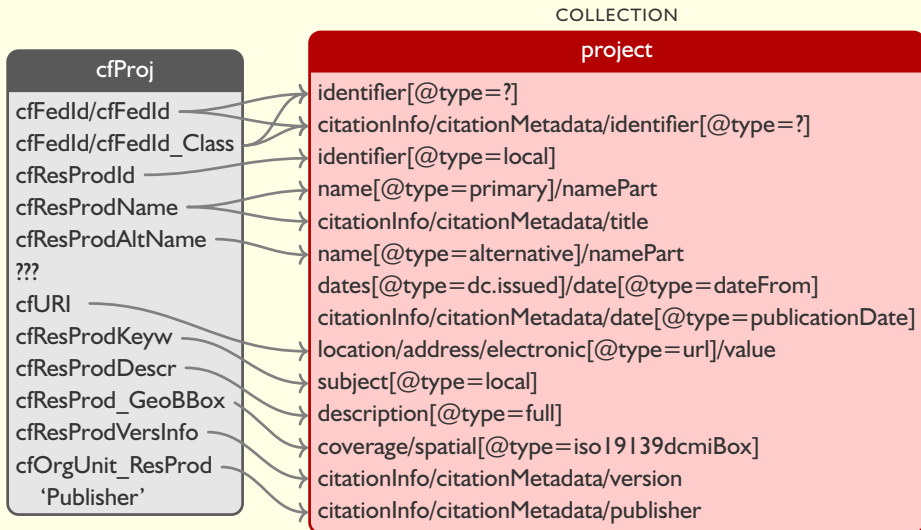 COLLECTION
cfProj
cfFedId/cfFedId
cfFedId/cfFedId_Class
cfResProdId
cfResProdName
cfResProdAltName
???
cfURI
cfResProdKeyw
cfResProdDescr
cfResProd_GeoBBox
cfResProdVersInfo
cfOrgUnit_ResProd
‘Publisher’
project
identifier[@type=?]
citationInfo/citationMetadata/identifier[@type=?]
identifier[@type=local]
name[@type=primary]/namePart
citationInfo/citationMetadata/title
name[@type=alternative]/namePart
dates[@type=dc.issued]/date[@type=dateFrom]
citationInfo/citationMetadata/date[@type=publicationDate]
location/address/electronic[@type=url]/value
subject[@type=local]
description[@type=full]
coverage/spatial[@type=iso19139dcmiBox]
citationInfo/citationMetadata/version
citationInfo/citationMetadata/publisher